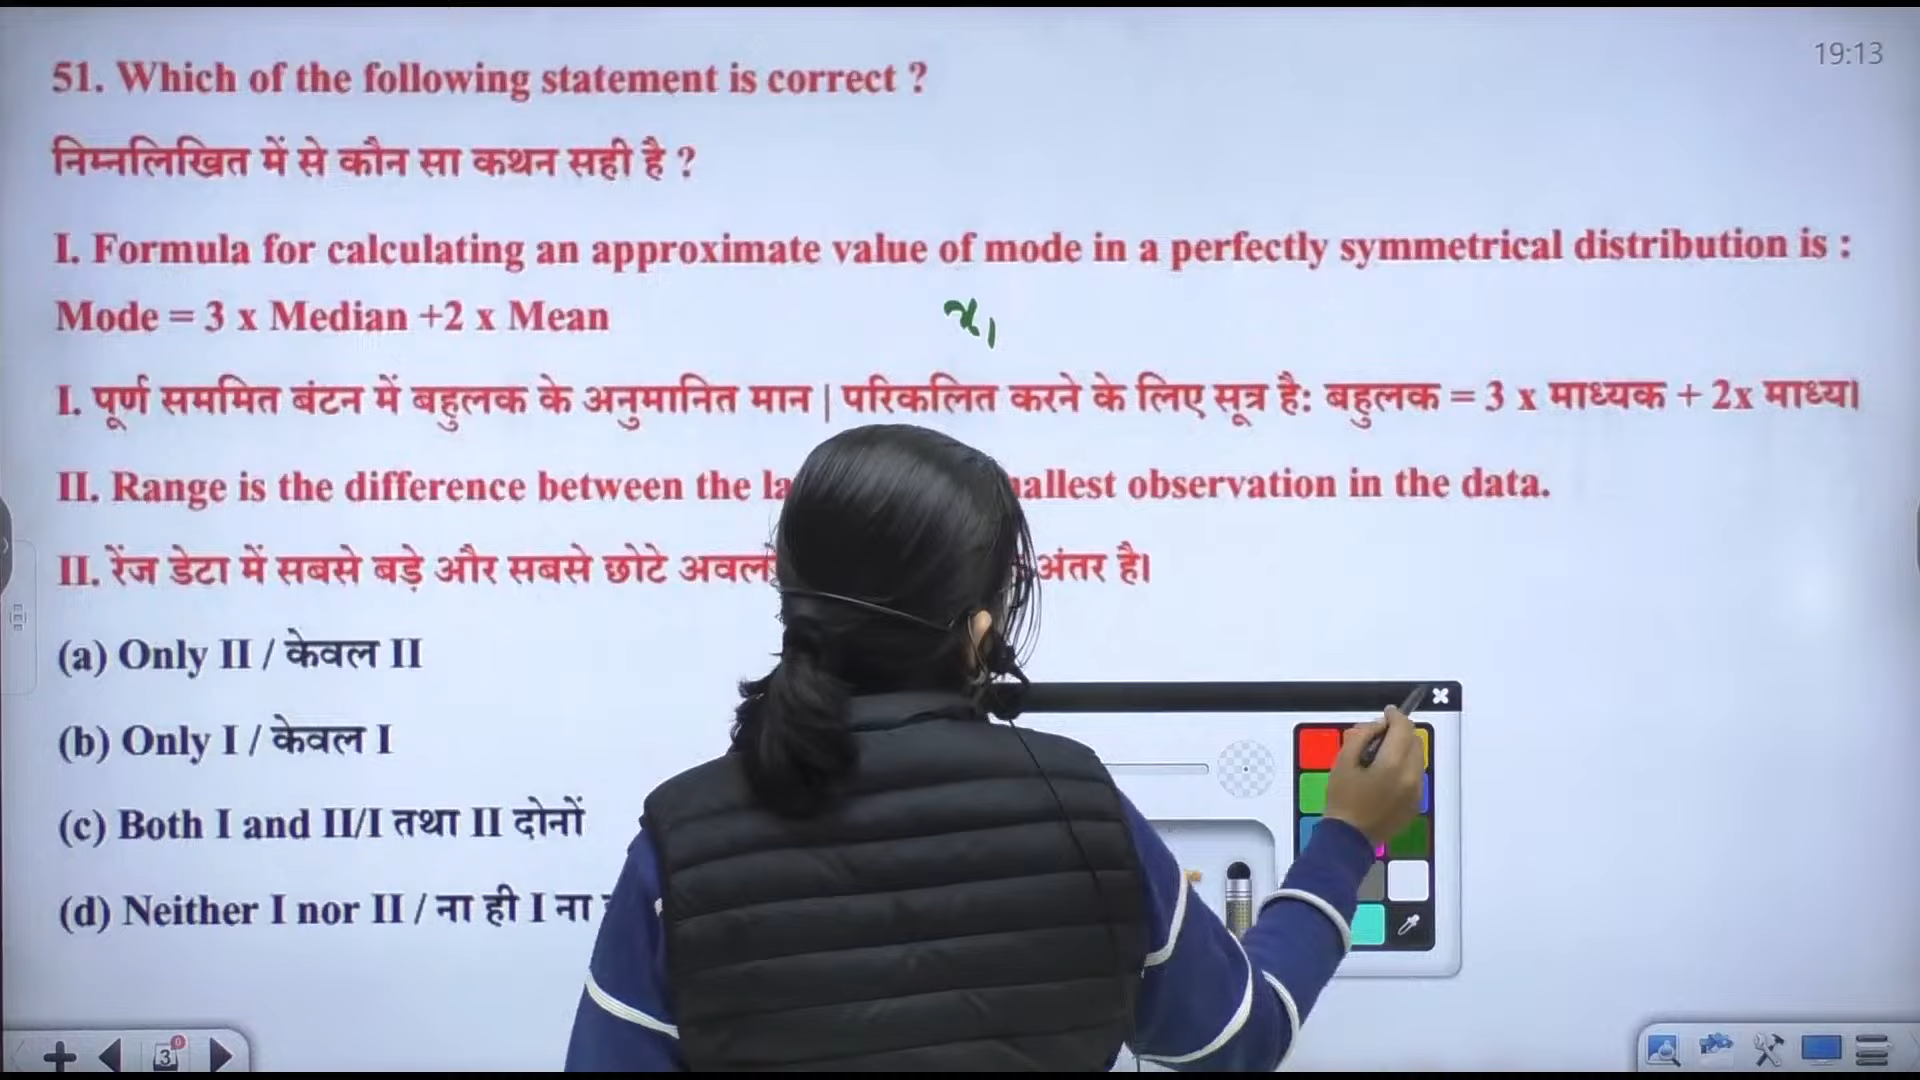 19:13
51. Which of the following statement is correct ?
निम्नलिखित में से कौन सा कथन सही है ?
I. Formula for calculating an approximate value of mode in a perfectly symmetrical distribution is :
Mode = 3 x Median +2 x Mean
x₁
I. पूर्ण सममित बंटन में बहुलक के अनुमानित मान | परिकलित करने के लिए सूत्र है: बहुलक = 3 x माध्यक + 2x माध्य।
II. Range is the difference between the observation in the data.
II. रेंज डेटा में सबसे बड़े और सबसे छोटे अंतर है।
(a) Only II / केवल II
(b) Only I / केवल I
(c) Both I and II/I तथा II दोनों
(d) Neither I nor II / ना ही I ना
3
0